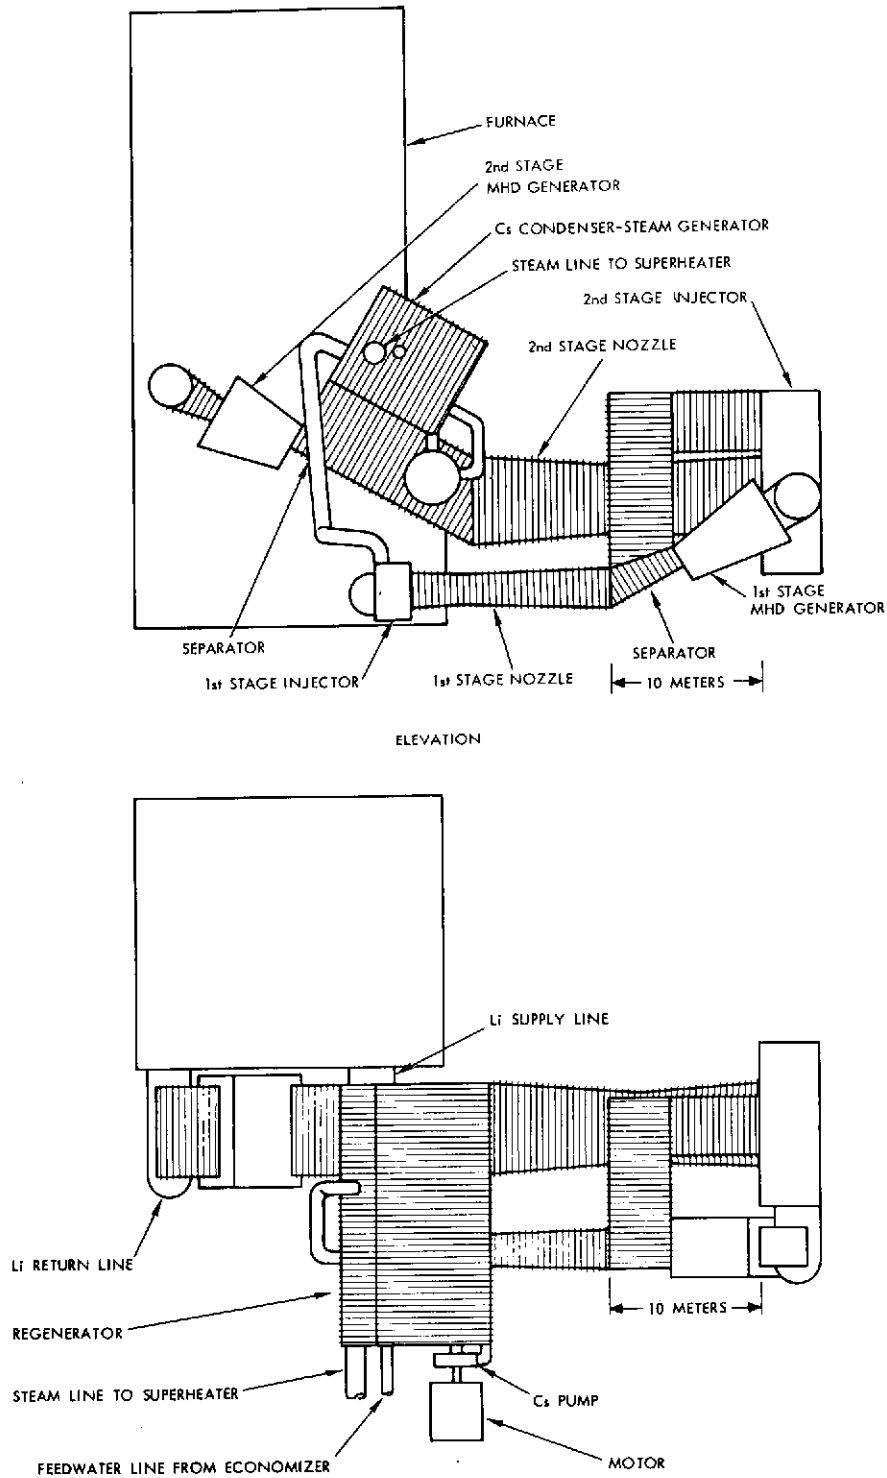 FURNACE
2nd STAGE
MHD GENERATOR
Cs CONDENSER-STEAM GENERATOR
STEAM LINE TO SUPERHEATER
2nd STAGE INJECTOR
2nd STAGE NOZZLE
1st STAGE
MHD GENERATOR
SEPARATOR
SEPARATOR
1st STAGE INJECTOR
1st STAGE NOZZLE
10 METERS
ELEVATION
Li SUPPLY LINE
Li RETURN LINE
10 METERS
REGENERATOR
STEAM LINE TO SUPERHEATER
Cs PUMP
FEEDWATER LINE FROM ECONOMIZER
MOTOR